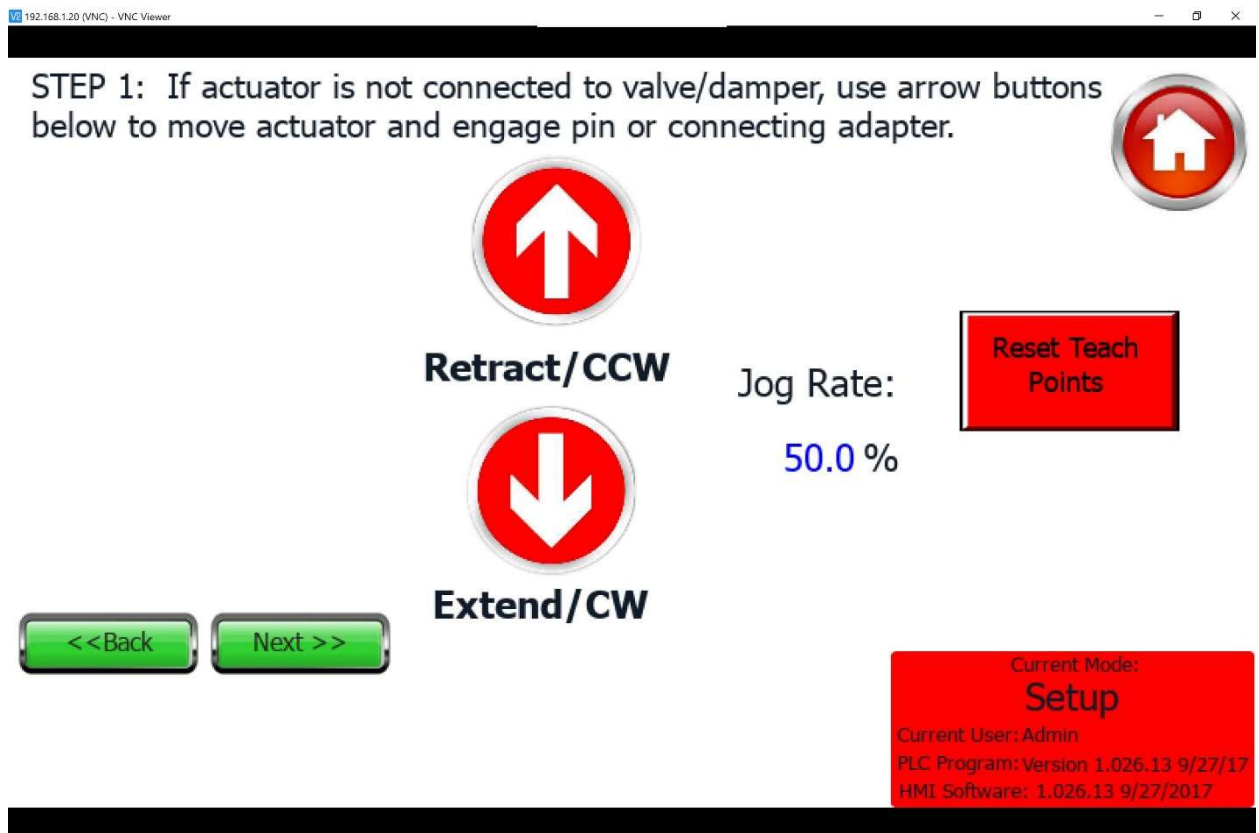 192.168.1.20 (VNC) - VNC Viewer
STEP 1: If actuator is not connected to valve/damper, use arrow buttons
below to move actuator and engage pin or connecting adapter.
Retract/CCW
Jog Rate:
50.0 %
Reset Teach
Points
Extend/CW
<<Back
Next >>
Current Mode:
Setup
Current User: Admin
PLC Program: Version 1.026.13 9/27/17
HMI Software: 1.026.13 9/27/2017